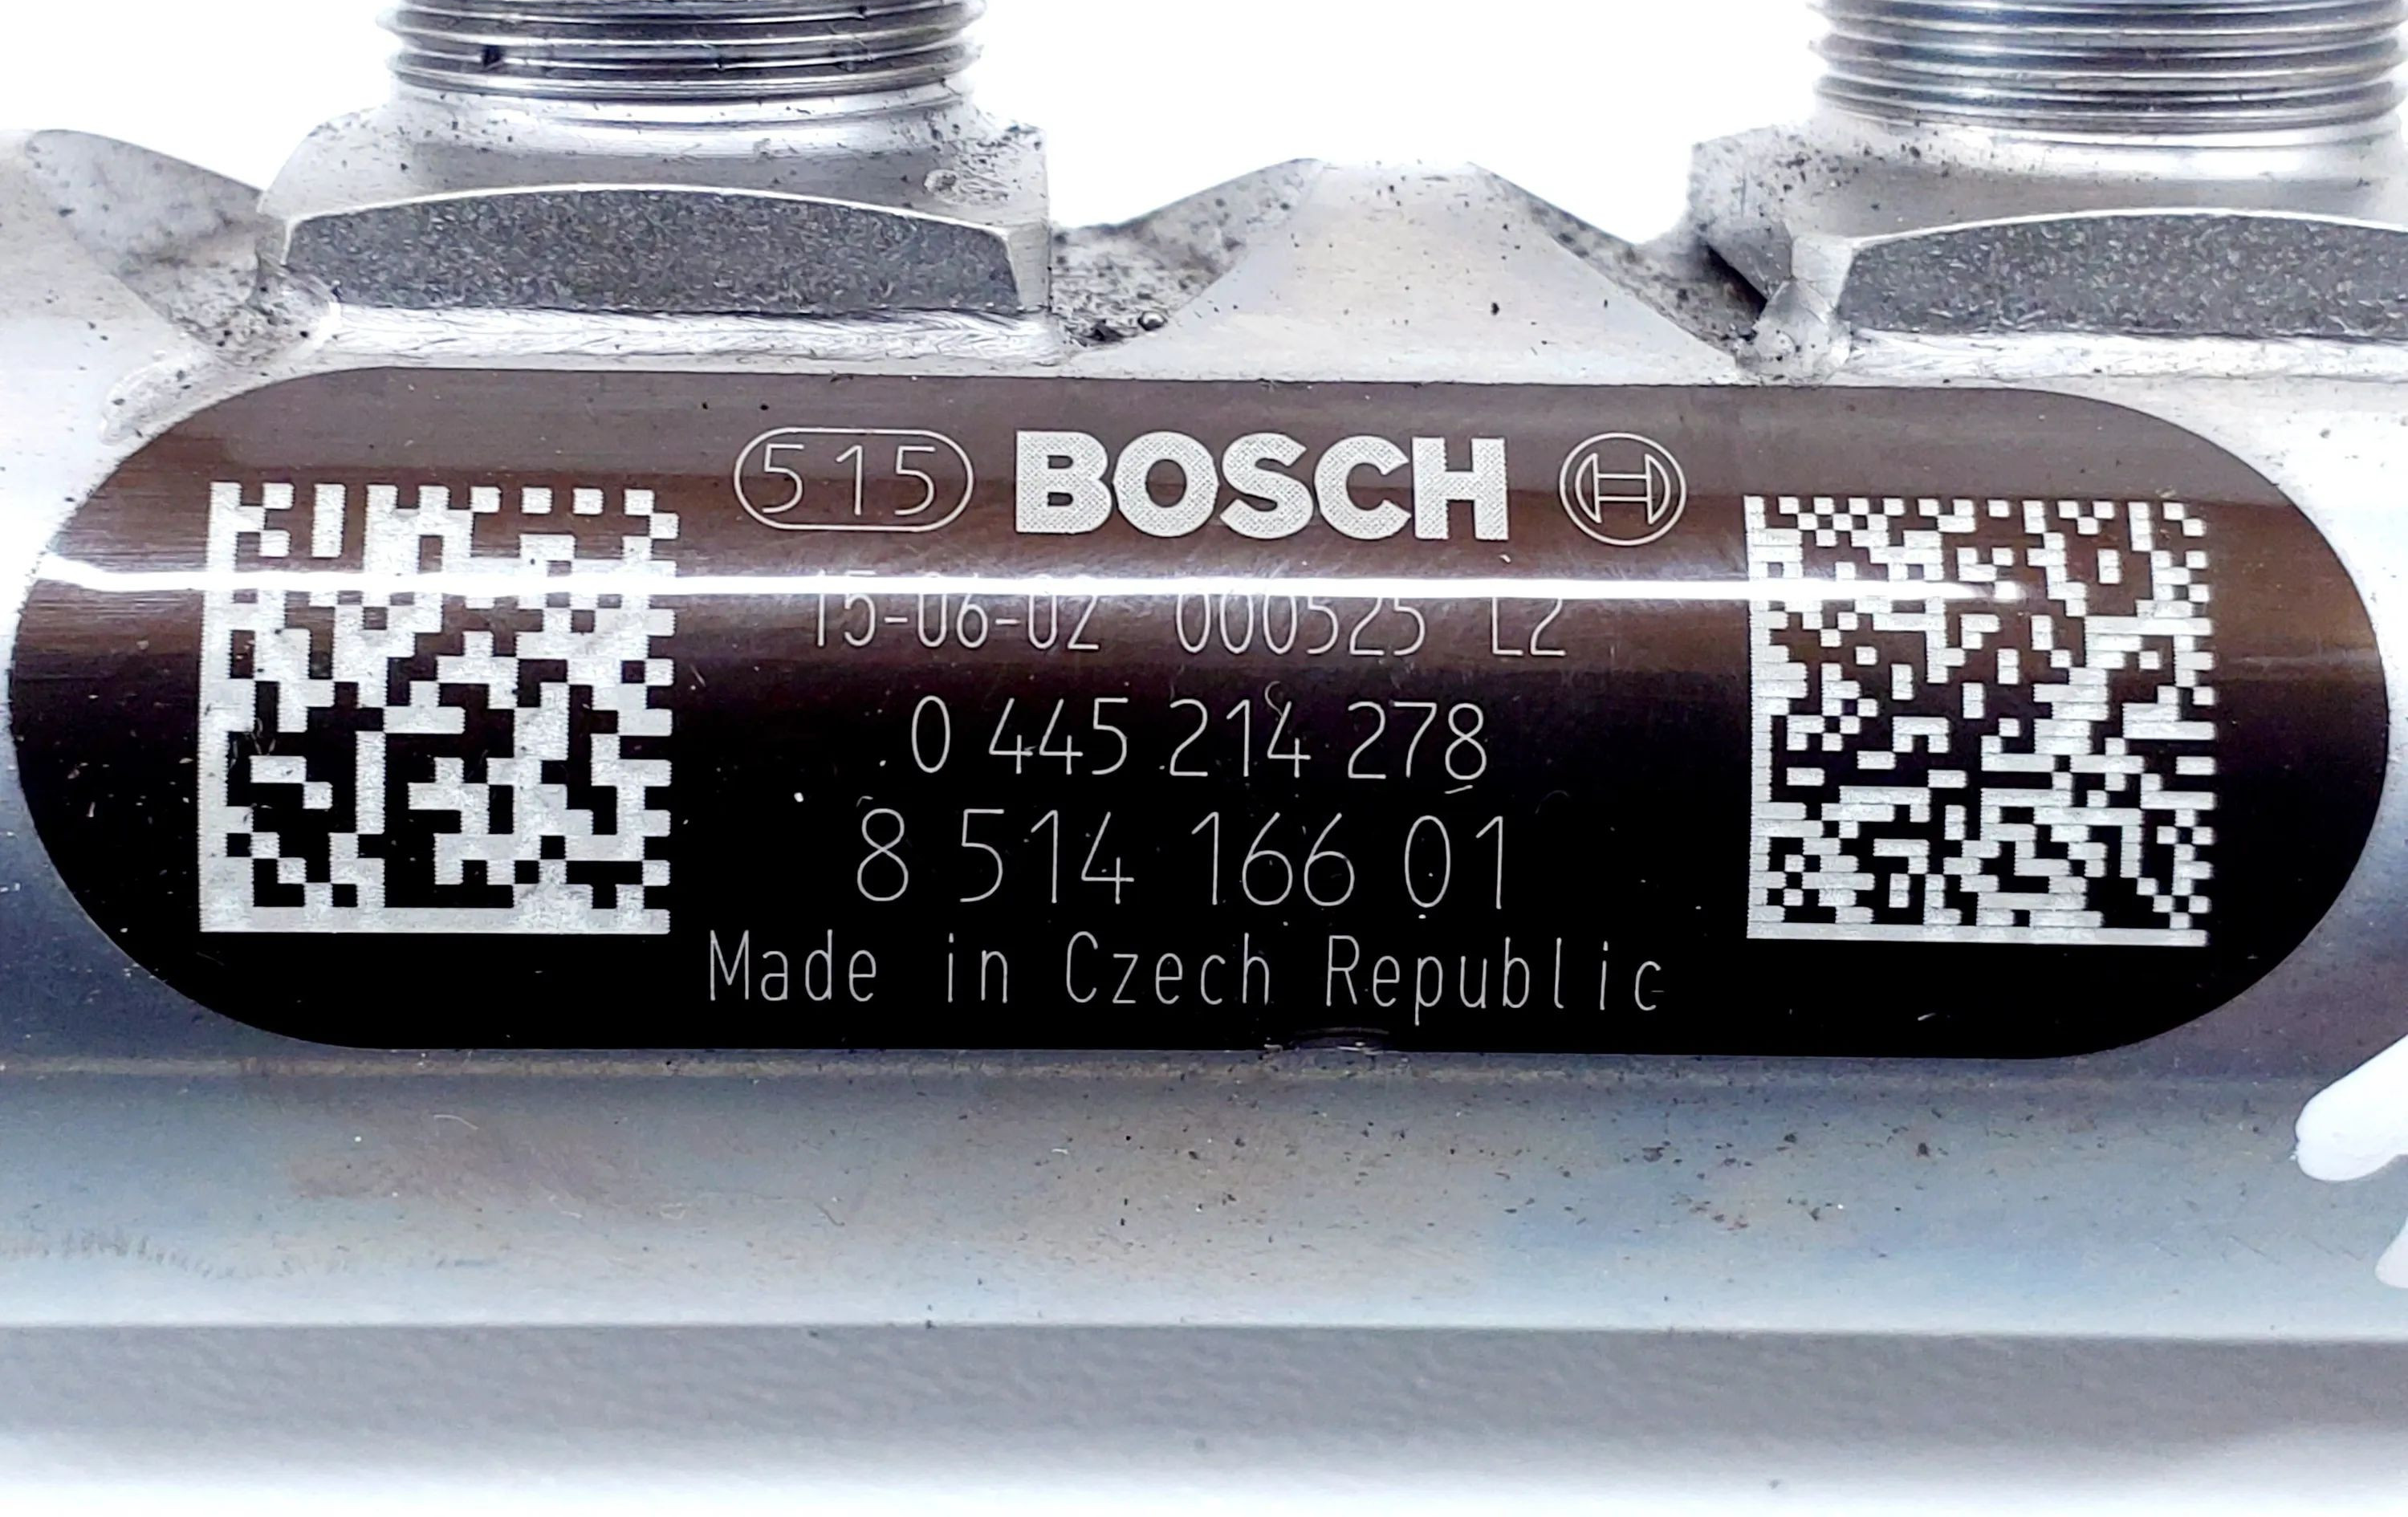 515 BOSCH
15-06-02 000525 L2
0 445 214 278
8 514 166 01
Made in Czech Republic